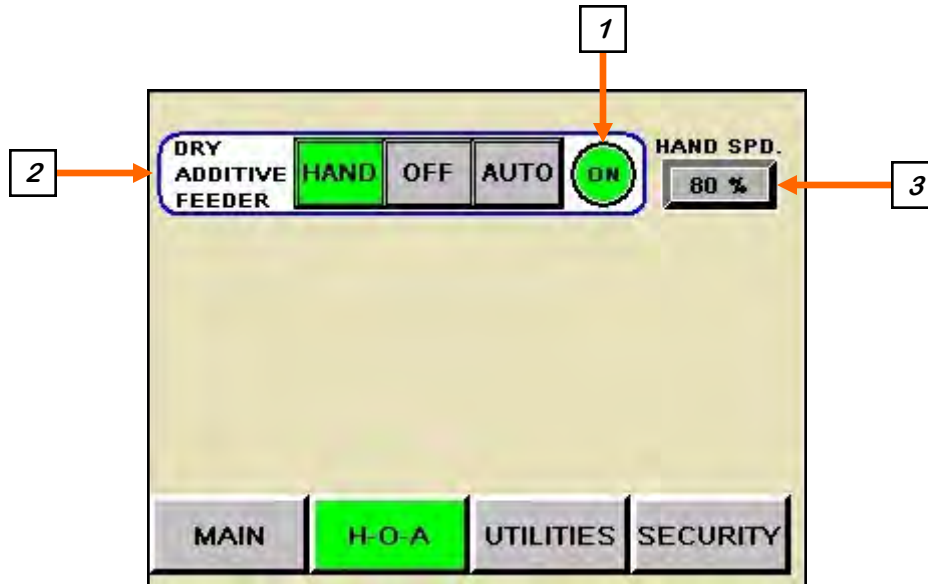 1
2
DRY
ADDITIVE
FEEDER
HAND OFF AUTO ON
HAND SPD.
80 %
3
MAIN H-O-A UTILITIES SECURITY